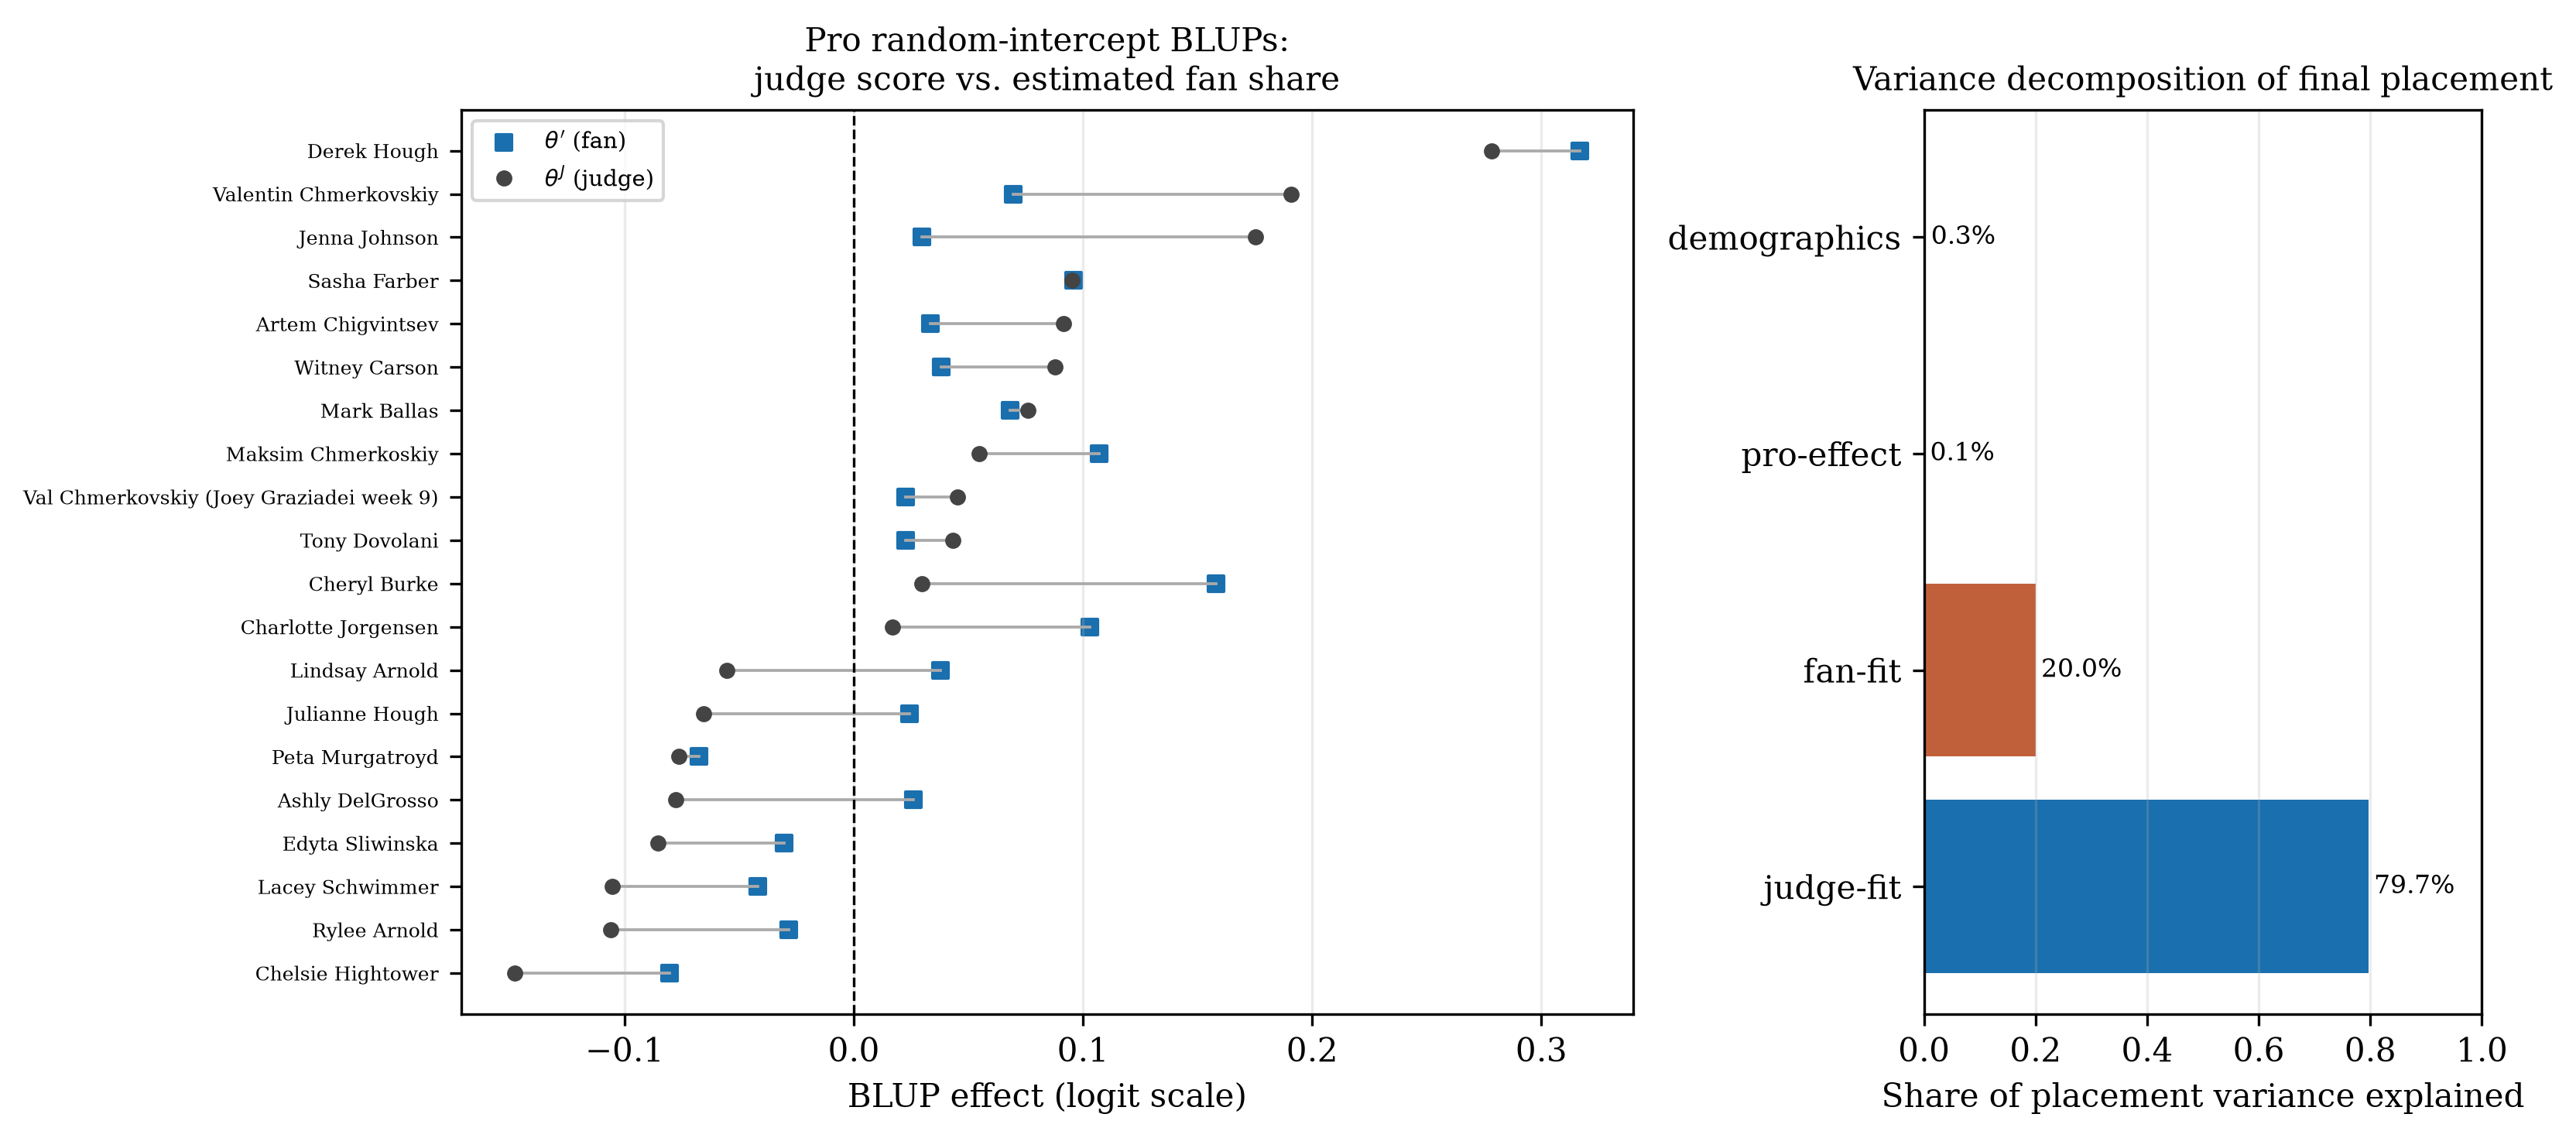 Pro random-intercept BLUPs:
judge score vs. estimated fan share
θ′ (fan)
θᴶ (judge)
Derek Hough
Valentin Chmerkovskiy
Jenna Johnson
Sasha Farber
Artem Chigvintsev
Witney Carson
Mark Ballas
Maksim Chmerkoskiy
Val Chmerkovskiy (Joey Graziadei week 9)
Tony Dovolani
Cheryl Burke
Charlotte Jorgensen
Lindsay Arnold
Julianne Hough
Peta Murgatroyd
Ashly DelGrosso
Edyta Sliwinska
Lacey Schwimmer
Rylee Arnold
Chelsie Hightower
−0.1 0.0 0.1 0.2 0.3
BLUP effect (logit scale)
Variance decomposition of final placement
demographics 0.3%
pro-effect 0.1%
fan-fit 20.0%
judge-fit 79.7%
0.0 0.2 0.4 0.6 0.8 1.0
Share of placement variance explained